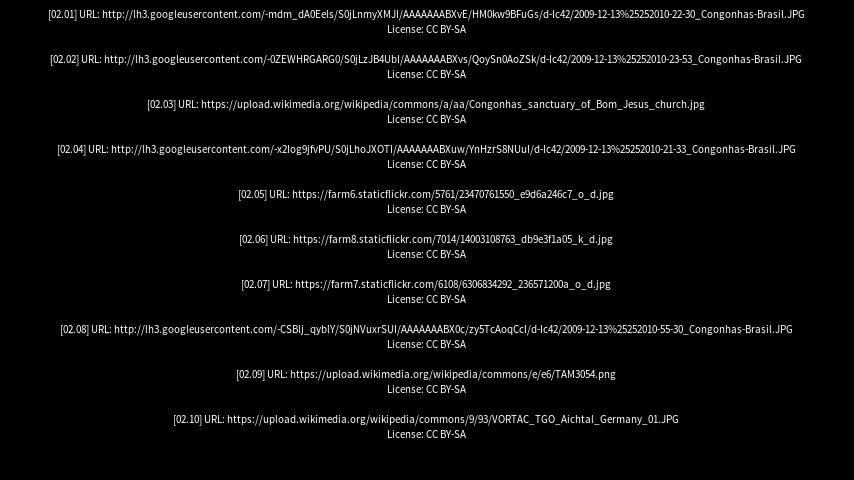 [02.01] URL: http://lh3.googleusercontent.com/-mdm_dA0Eels/S0jLnmyXMJI/AAAAAAABXvE/HM0kw9BFuGs/d-Ic42/2009-12-13%25252010-22-30_Congonhas-Brasil.JPG
License: CC BY-SA
[02.02] URL: http://lh3.googleusercontent.com/-0ZEWHRGARG0/S0jLzJB4UbI/AAAAAAABXvs/QoySn0AoZSk/d-Ic42/2009-12-13%25252010-23-53_Congonhas-Brasil.JPG
License: CC BY-SA
[02.03] URL: https://upload.wikimedia.org/wikipedia/commons/a/aa/Congonhas_sanctuary_of_Bom_Jesus_church.jpg
License: CC BY-SA
[02.04] URL: http://lh3.googleusercontent.com/-x2Iog9jfvPU/S0jLhoJXOTI/AAAAAAABXuw/YnHzrS8NUuI/d-Ic42/2009-12-13%25252010-21-33_Congonhas-Brasil.JPG
License: CC BY-SA
[02.05] URL: https://farm6.staticflickr.com/5761/23470761550_e9d6a246c7_o_d.jpg
License: CC BY-SA
[02.06] URL: https://farm8.staticflickr.com/7014/14003108763_db9e3f1a05_k_d.jpg
License: CC BY-SA
[02.07] URL: https://farm7.staticflickr.com/6108/6306834292_236571200a_o_d.jpg
License: CC BY-SA
[02.08] URL: http://lh3.googleusercontent.com/-CSBlj_qybIY/S0jNVuxrSUI/AAAAAAABX0c/zy5TcAoqCcI/d-Ic42/2009-12-13%25252010-55-30_Congonhas-Brasil.JPG
License: CC BY-SA
[02.09] URL: https://upload.wikimedia.org/wikipedia/commons/e/e6/TAM3054.png
License: CC BY-SA
[02.10] URL: https://upload.wikimedia.org/wikipedia/commons/9/93/VORTAC_TGO_Aichtal_Germany_01.JPG
License: CC BY-SA